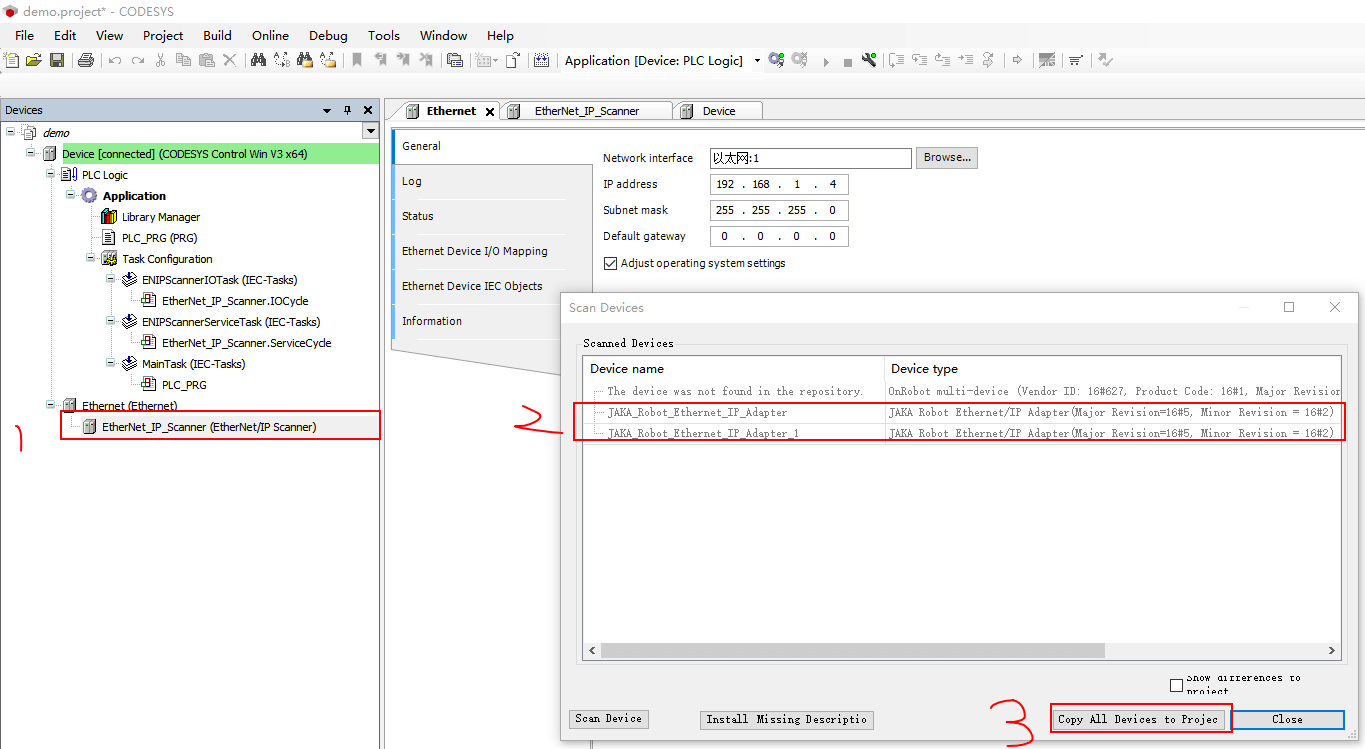 demo.project* - CODESYS
File Edit View Project Build Online Debug Tools Window Help
Application [Device: PLC Logic]
Devices
demo
Device [connected] (CODESYS Control Win V3 x64)
PLC Logic
Application
Library Manager
PLC_PRG (PRG)
Task Configuration
ENIPScannerIOTask (IEC-Tasks)
EtherNet_IP_Scanner.IOCycle
ENIPScannerServiceTask (IEC-Tasks)
EtherNet_IP_Scanner.ServiceCycle
MainTask (IEC-Tasks)
PLC_PRG
Ethernet (Ethernet)
1
EtherNet_IP_Scanner (EtherNet/IP Scanner)
Ethernet EtherNet_IP_Scanner Device
General
Log
Status
Ethernet Device I/O Mapping
Ethernet Device IEC Objects
Information
Network interface 以太网:1 Browse...
IP address 192 . 168 . 1 . 4
Subnet mask 255 . 255 . 255 . 0
Default gateway 0 . 0 . 0 . 0
Adjust operating system settings
Scan Devices
Scanned Devices
Device name Device type
The device was not found in the repository. OnRobot multi-device (Vendor ID: 16#627, Product Code: 16#1, Major Revision
2
JAKA_Robot_Ethernet_IP_Adapter JAKA Robot Ethernet/IP Adapter(Major Revision=16#5, Minor Revision = 16#2)
JAKA_Robot_Ethernet_IP_Adapter_1 JAKA Robot Ethernet/IP Adapter(Major Revision=16#5, Minor Revision = 16#2)
Show differences to
project
Scan Device Install Missing Descriptio 3 Copy All Devices to Projec Close